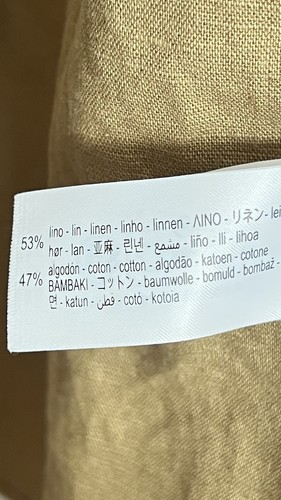 53% lino - lin - linen - linho - linnen - ΛΙΝΟ - リネン -
hør - lan - 亚麻 - 린넨 - مشمع - liño - lli - lihoa
47% algodón - coton - cotton - algodão - katoen - cotone
BAMBAKI - コットン - baumwolle - bomuld - bombaž -
면 - katun - قطن - cotó - kotoia